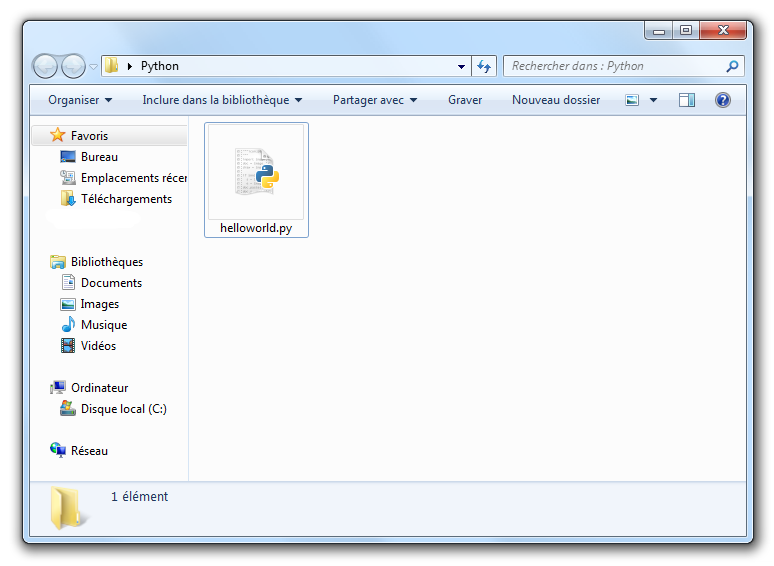 Python
Rechercher dans : Python
Organiser Inclure dans la bibliothèque Partager avec Graver Nouveau dossier
Favoris
Bureau
Emplacements récer
Téléchargements
helloworld.py
Bibliothèques
Documents
Images
Musique
Vidéos
Ordinateur
Disque local (C:)
Réseau
1 élément